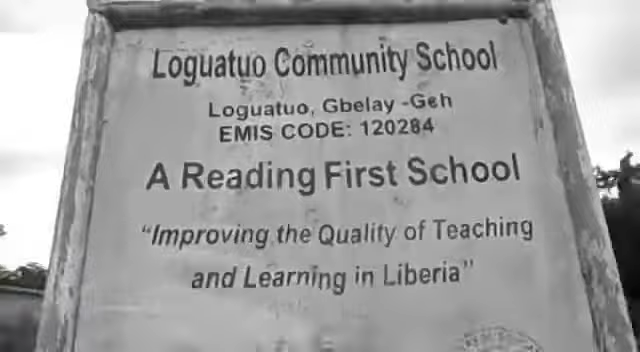 Loguatuo Community School
Loguatuo, Gbelay -Geh
EMIS CODE: 120284
A Reading First School
“Improving the Quality of Teaching
and Learning in Liberia”